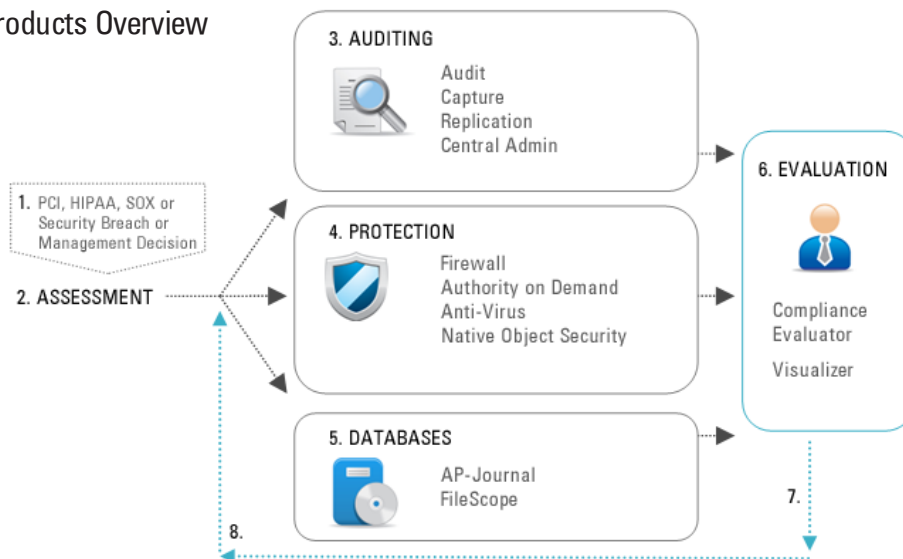 roducts Overview
3. AUDITING
Audit
Capture
Replication
Central Admin
1. PCI, HIPAA, SOX or
Security Breach or
Management Decision
2. ASSESSMENT
4. PROTECTION
Firewall
Authority on Demand
Anti-Virus
Native Object Security
5. DATABASES
AP-Journal
FileScope
6. EVALUATION
Compliance
Evaluator
Visualizer
7.
8.